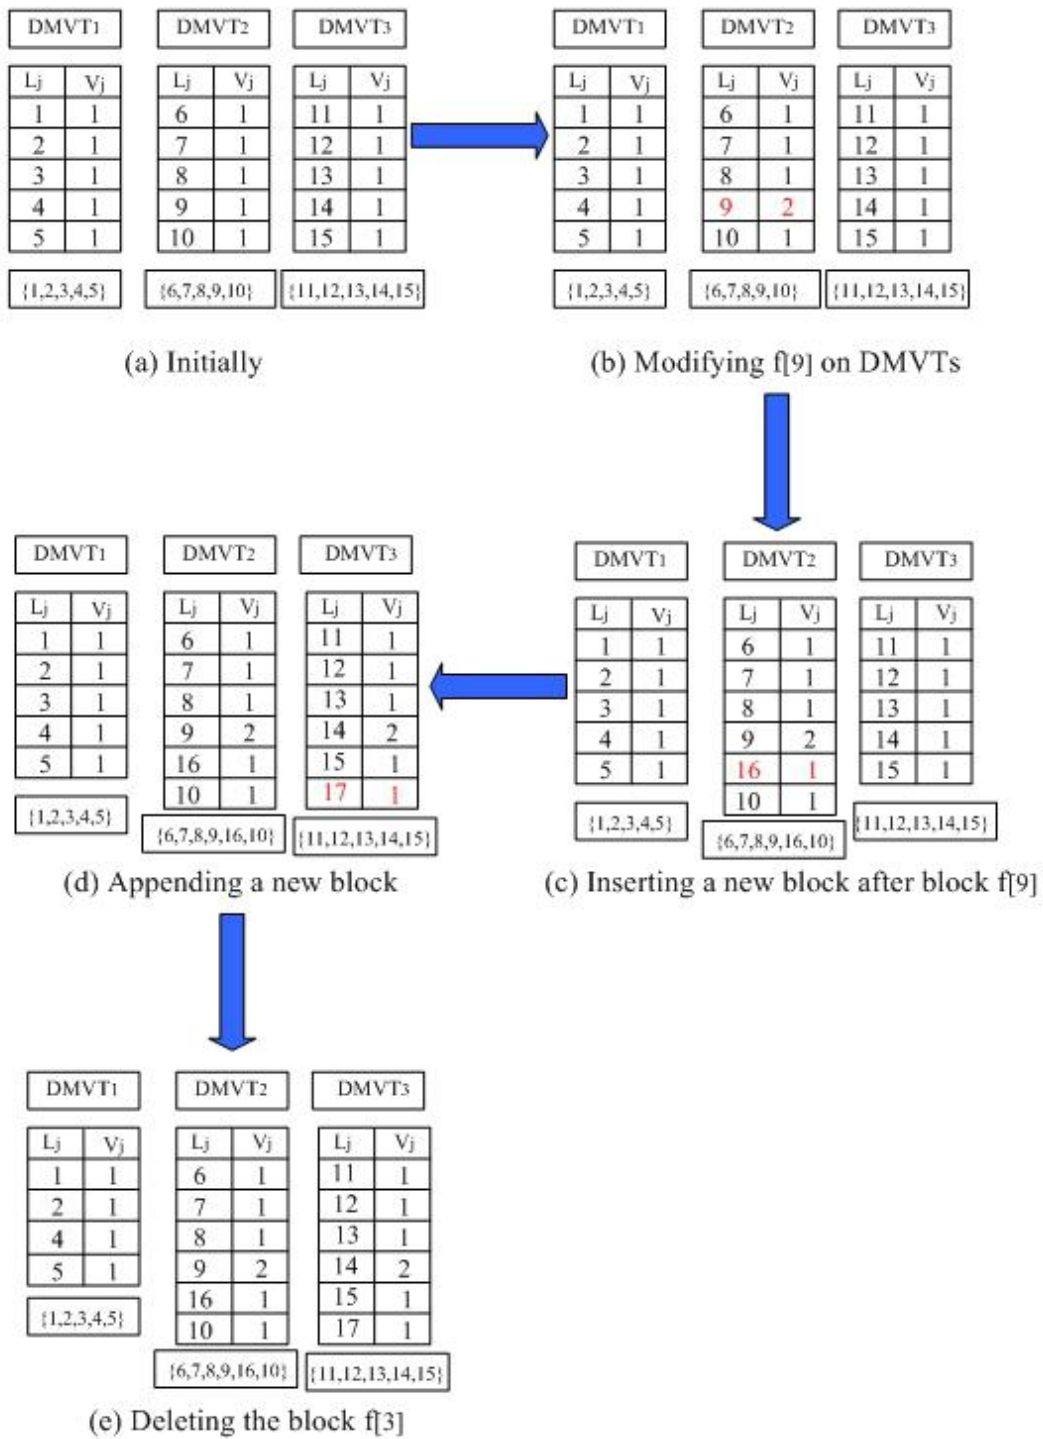 DMVT1 DMVT2 DMVT3 DMVT1 DMVT2 DMVT3
Lj Vj Lj Vj Lj Vj Lj Vj Lj Vj Lj Vj
1 1 6 1 11 1 1 1 6 1 11 1
2 1 7 1 12 1 2 1 7 1 12 1
3 1 8 1 13 1 3 1 8 1 13 1
4 1 9 1 14 1 4 1 9 2 14 1
5 1 10 1 15 1 5 1 10 1 15 1
{1,2,3,4,5} {6,7,8,9,10} {11,12,13,14,15} {1,2,3,4,5} {6,7,8,9,10} {11,12,13,14,15}
(a) Initially (b) Modifying f[9] on DMVTs
DMVT1 DMVT2 DMVT3 DMVT1 DMVT2 DMVT3
Lj Vj Lj Vj Lj Vj Lj Vj Lj Vj Lj Vj
1 1 6 1 11 1 1 1 6 1 11 1
2 1 7 1 12 1 2 1 7 1 12 1
3 1 8 1 13 1 3 1 8 1 13 1
4 1 9 2 14 2 4 1 9 2 14 1
5 1 16 1 15 1 5 1 16 1 15 1
10 1 17 1 10 1
{1,2,3,4,5} {6,7,8,9,16,10} {11,12,13,14,15} {1,2,3,4,5} {6,7,8,9,16,10} {11,12,13,14,15}
(d) Appending a new block (c) Inserting a new block after block f[9]
DMVT1 DMVT2 DMVT3
Lj Vj Lj Vj Lj Vj
1 1 6 1 11 1
2 1 7 1 12 1
4 1 8 1 13 1
5 1 9 2 14 2
16 1 15 1
10 1 17 1
{1,2,3,4,5} {6,7,8,9,16,10} {11,12,13,14,15}
(e) Deleting the block f[3]